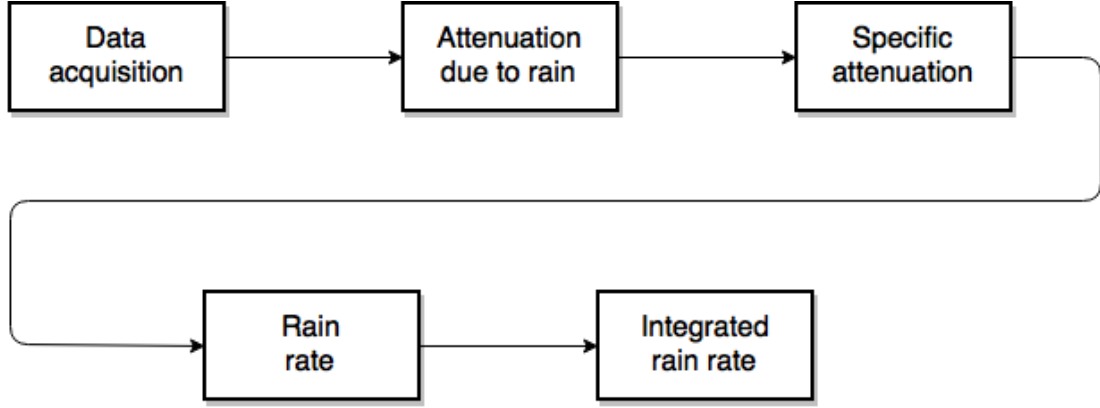 Data
acquisition
Attenuation
due to rain
Specific
attenuation
Rain
rate
Integrated
rain rate